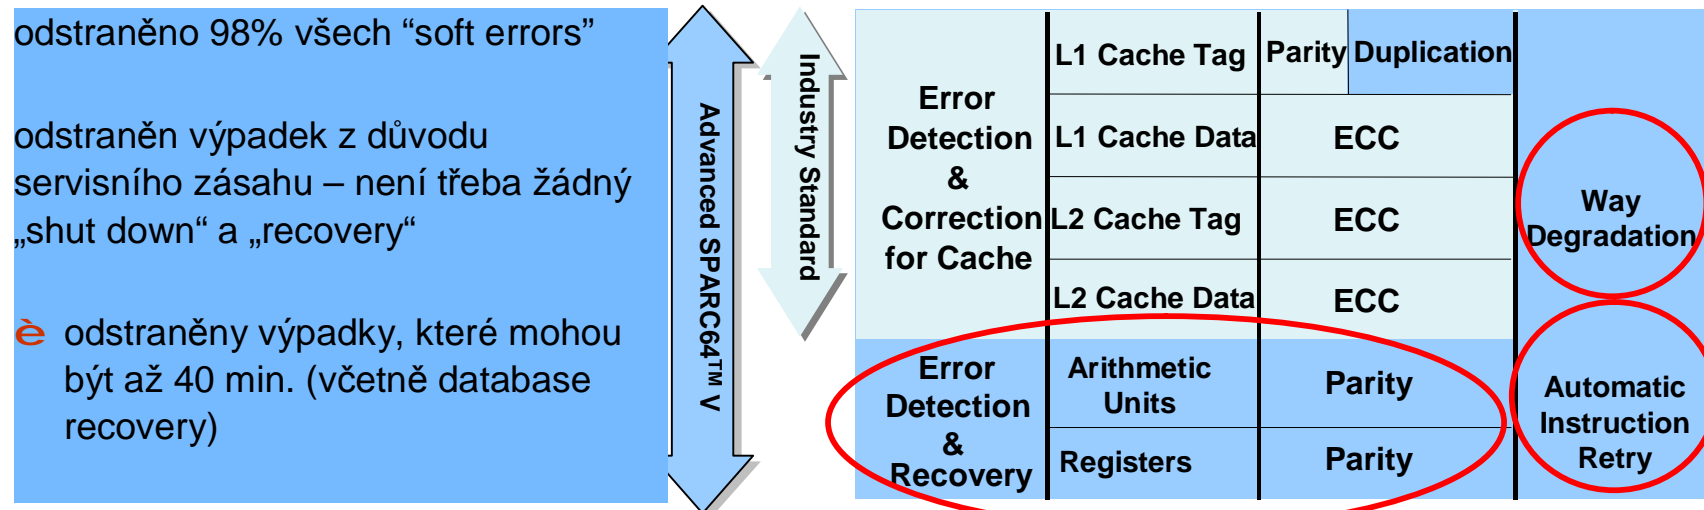 odstraněno 98% všech “soft errors”
odstraněn výpadek z důvodu
servisního zásahu – není třeba žádný
„shut down“ a „recovery“
è odstraněny výpadky, které mohou
být až 40 min. (včetně database
recovery)
Advanced SPARC64TM V
Industry Standard
Error
Detection
&
Correction
for Cache
L1 Cache Tag
Parity
Duplication
L1 Cache Data
ECC
L2 Cache Tag
ECC
L2 Cache Data
ECC
Way
Degradation
Error
Detection
&
Recovery
Arithmetic
Units
Parity
Registers
Parity
Automatic
Instruction
Retry